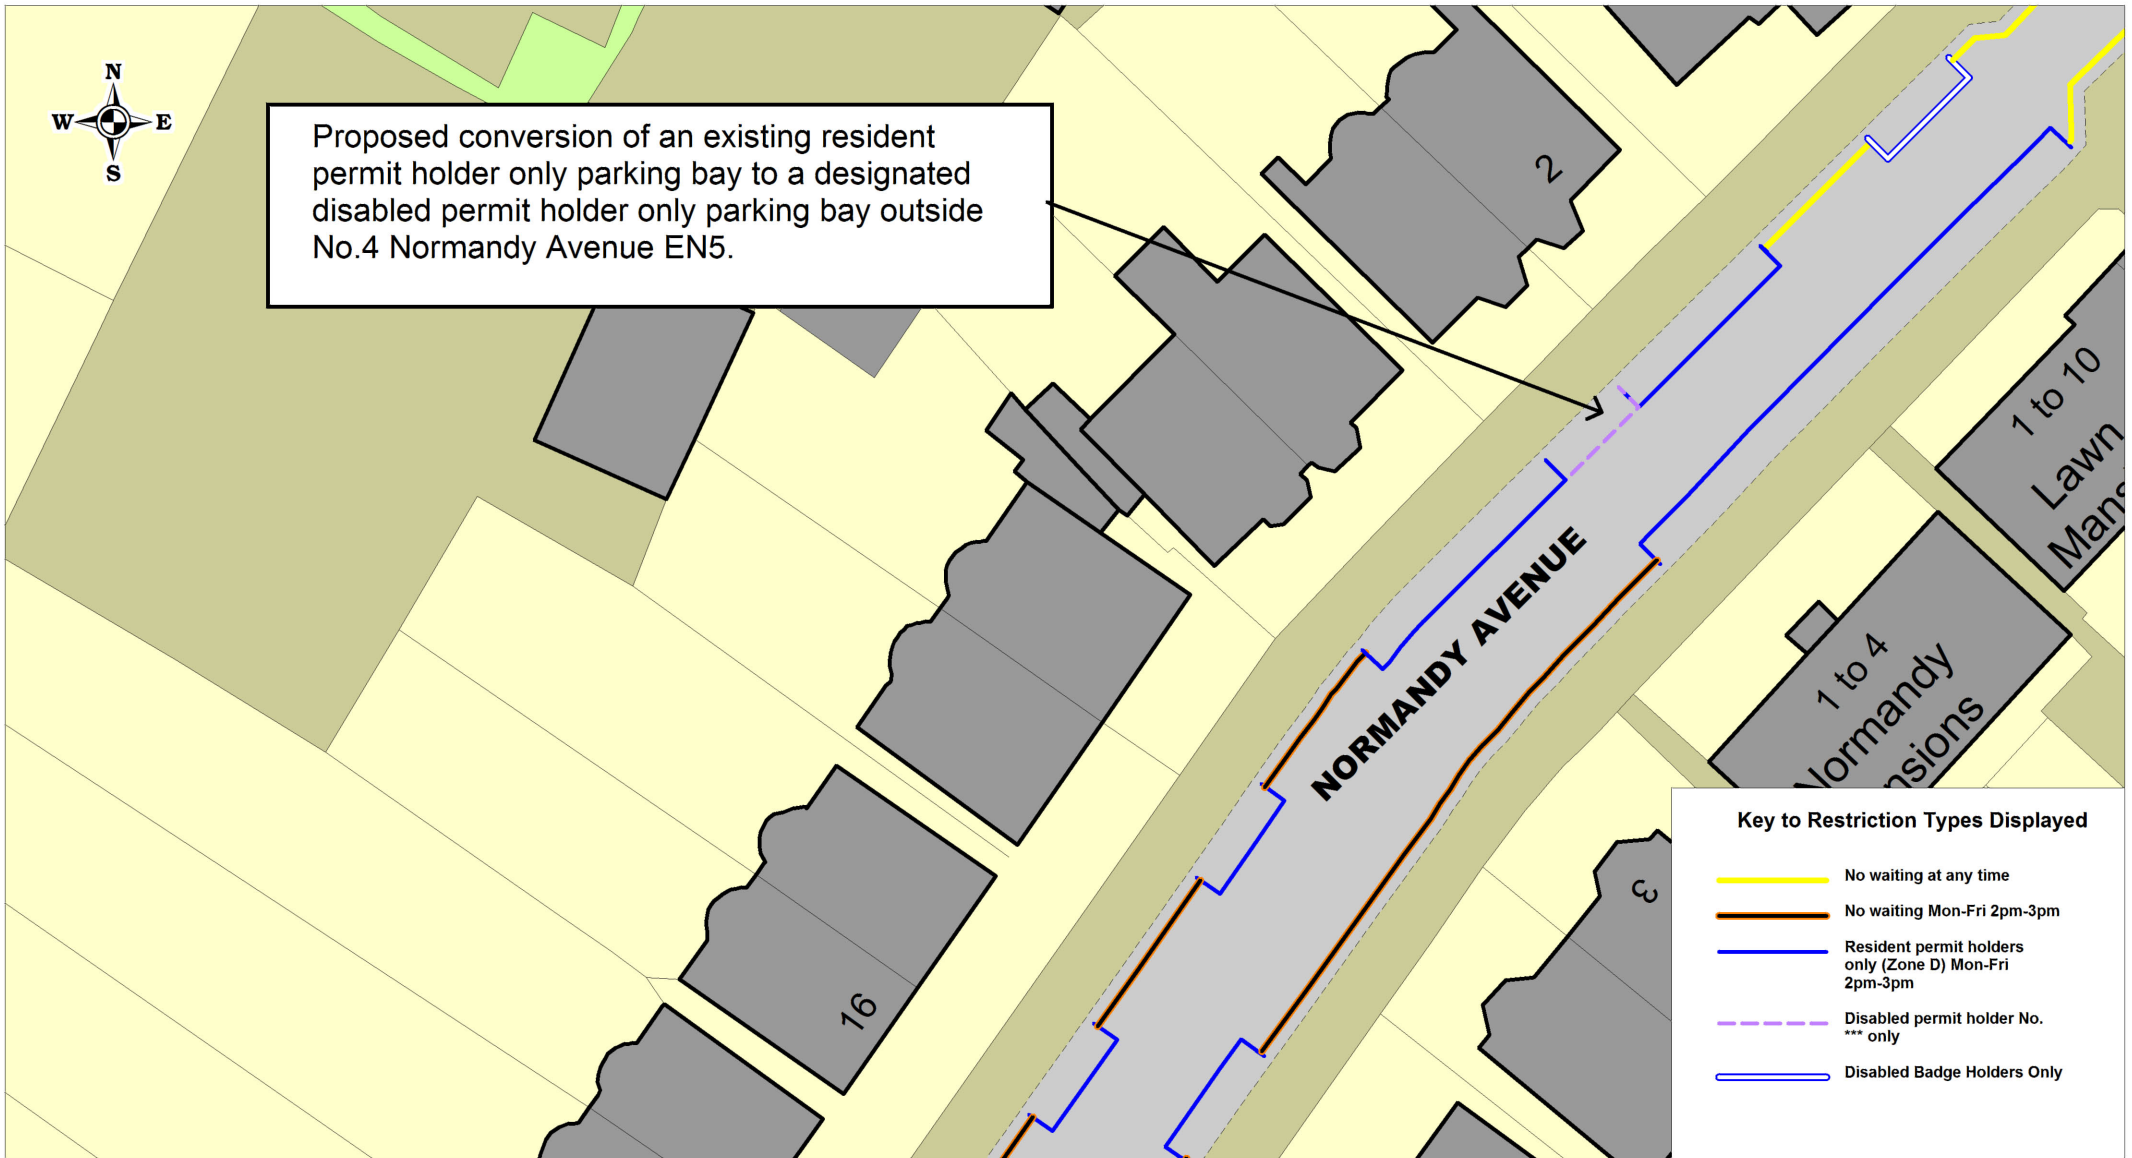 N
W E
S
Proposed conversion of an existing resident
permit holder only parking bay to a designated
disabled permit holder only parking bay outside
No.4 Normandy Avenue EN5.
2
1 to 10
Lawn
Mans
NORMANDY AVENUE
1 to 4
Normandy
nsions
3
16
Key to Restriction Types Displayed
No waiting at any time
No waiting Mon-Fri 2pm-3pm
Resident permit holders
only (Zone D) Mon-Fri
2pm-3pm
Disabled permit holder No.
*** only
Disabled Badge Holders Only